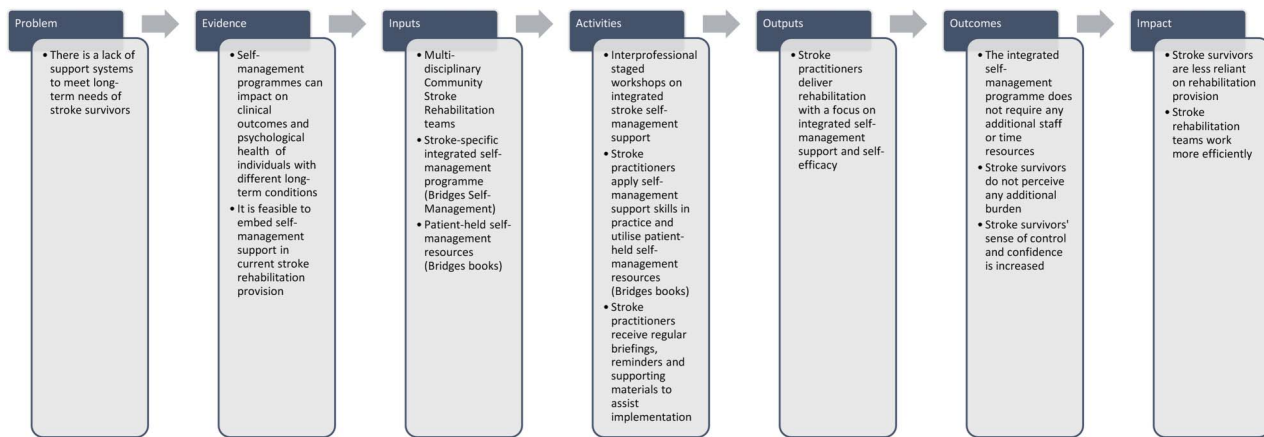 Problem
• There is a lack of
support systems
to meet long-
term needs of
stroke survivors
Evidence
• Self-
management
programmes can
impact on
clinical
outcomes and
psychological
health of
individuals with
different long-
term conditions
• It is feasible to
embed self-
management
support in
current stroke
rehabilitation
provision
Inputs
• Multi-
disciplinary
Community
Stroke
Rehabilitation
teams
• Stroke-specific
integrated self-
management
programme
(Bridges Self-
Management)
• Patient-held self-
management
resources
(Bridges books)
Activities
• Interprofessional
staged
workshops on
integrated
stroke self-
management
support
• Stroke
practitioners
apply self-
management
support skills in
practice and
utilise patient-
held self-
management
resources
(Bridges books)
• Stroke
practitioners
receive regular
briefings,
reminders and
supporting
materials to
assist
implementation
Outputs
• Stroke
practitioners
deliver
rehabilitation
with a focus on
integrated self-
management
support and self-
efficacy
Outcomes
• The integrated
self-
management
programme does
not require any
additional staff
or time
resources
• Stroke survivors
do not perceive
any additional
burden
• Stroke survivors'
sense of control
and confidence
is increased
Impact
• Stroke survivors
are less reliant
on rehabilitation
provision
• Stroke
rehabilitation
teams work
more efficiently